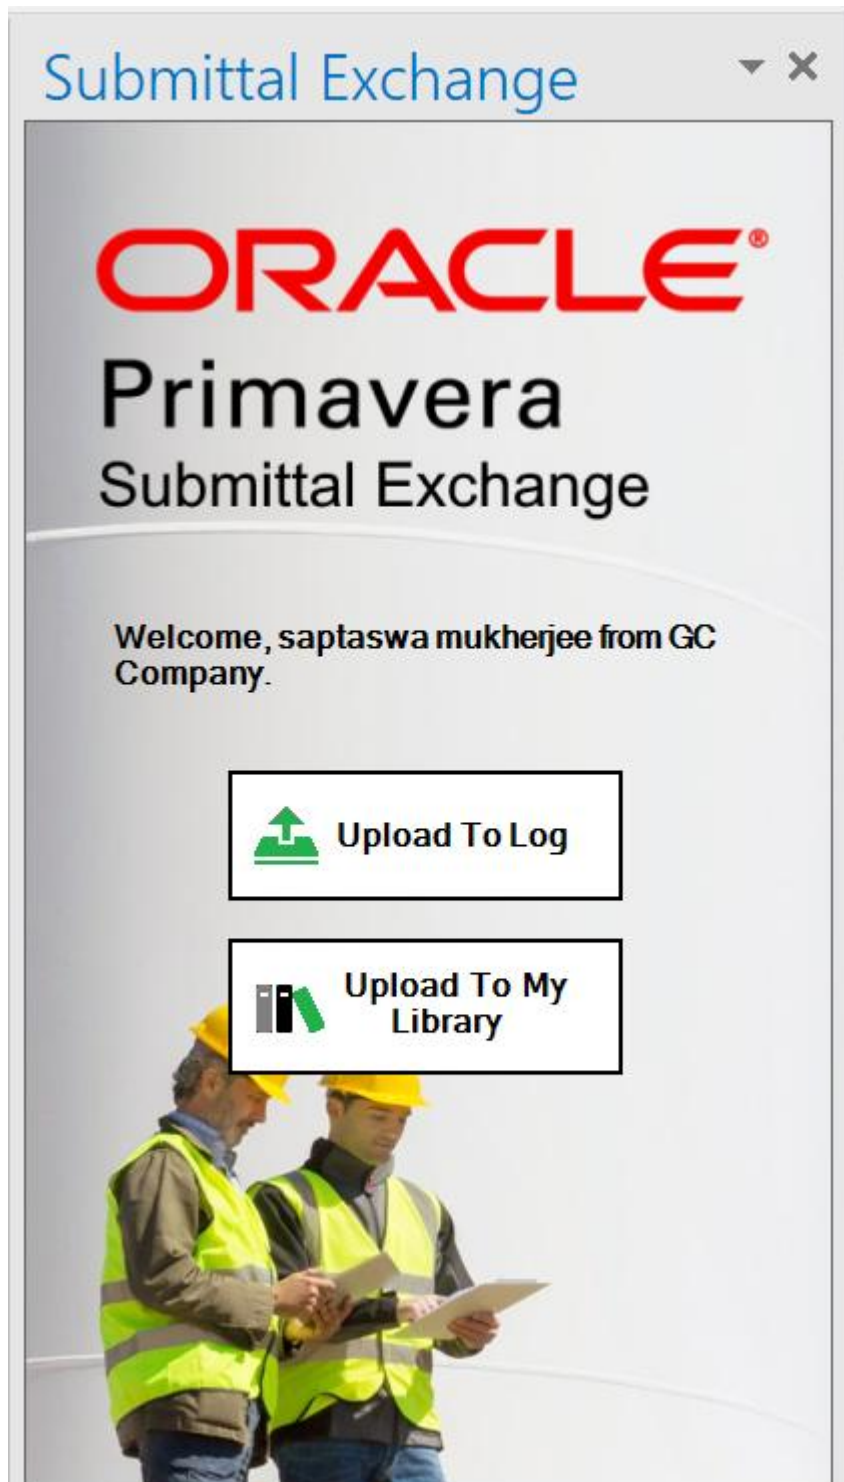 Submittal Exchange
ORACLE®
Primavera
Submittal Exchange
Welcome, saptaswa mukherjee from GC
Company.
Upload To Log
Upload To My
Library